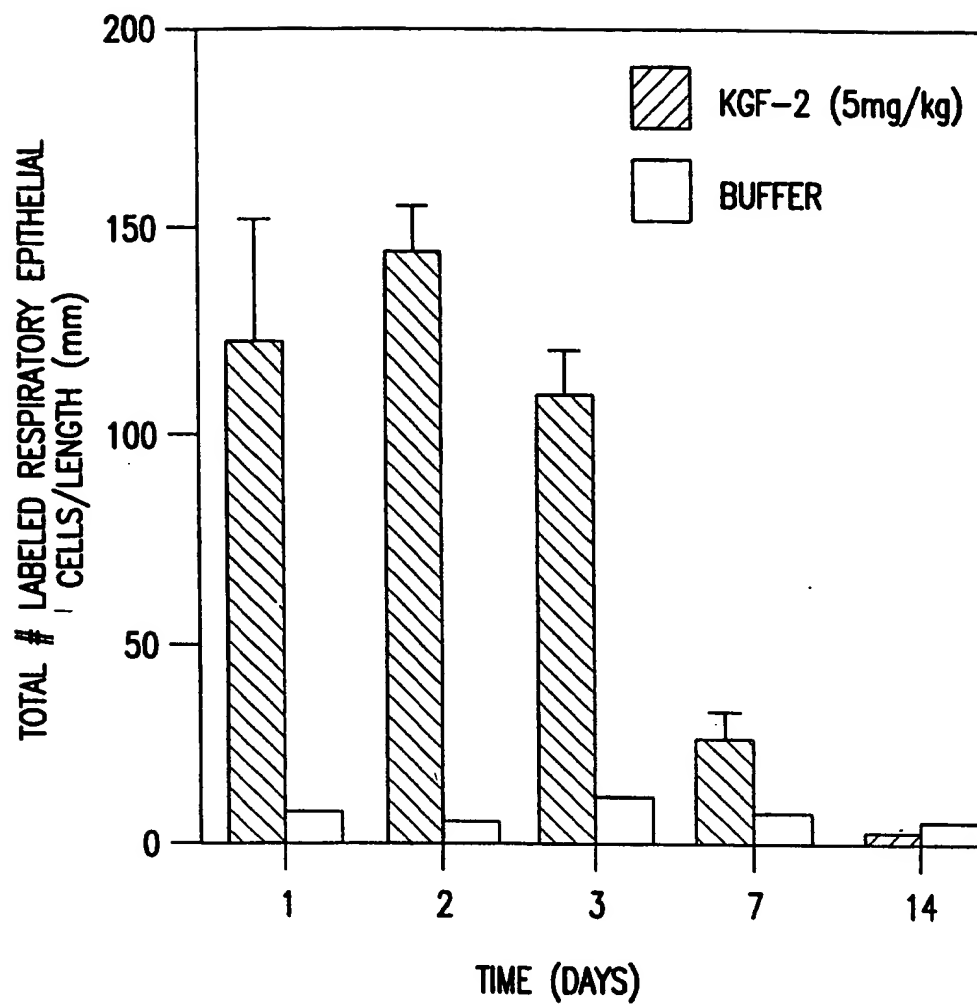 200
150
100
50
0
TOTAL # LABELED RESPIRATORY EPITHELIAL
CELLS/LENGTH (mm)
KGF-2 (5mg/kg)
BUFFER
1 2 3 7 14
TIME (DAYS)